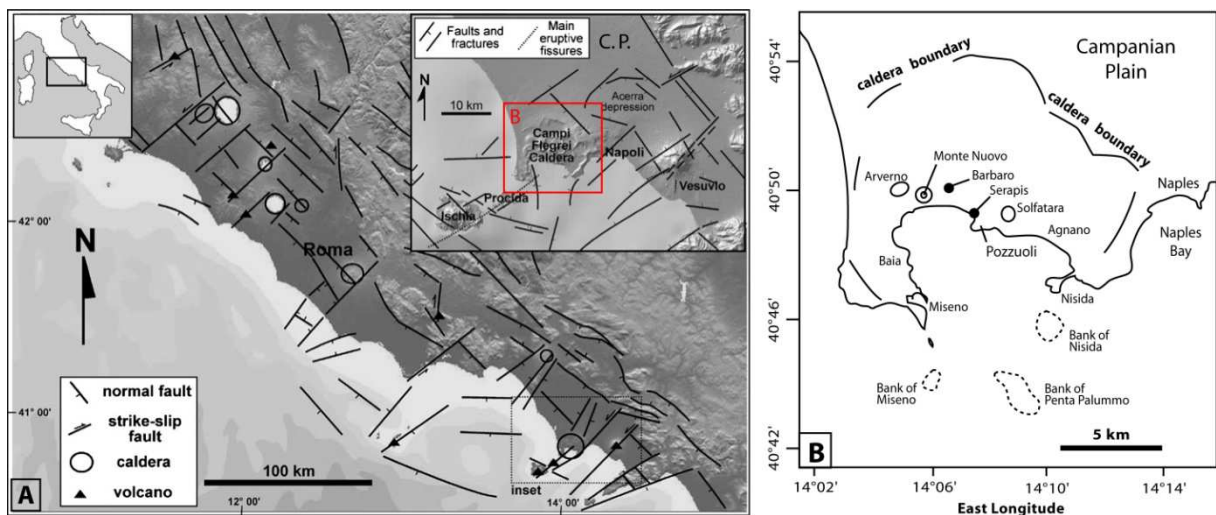 Faults and
fractures
Main
eruptive fissures
C.P.
N
10 km
Acerra
depression
B
Campi
Flegrei
Caldera
Napoli
Vesuvio
Procida
Ischia
42° 00'
Roma
N
normal fault
strike-slip
fault
caldera
volcano
41° 00'
100 km
inset
A
12° 00'
14° 00'
40°54'
40°50'
40°46'
40°42'
Campanian
Plain
caldera boundary
caldera boundary
Monte Nuovo
Arverno
Barbaro
Serapis
Solfatara
Agnano
Pozzuoli
Naples
Naples
Bay
Baia
Miseno
Nisida
Bank of
Nisida
Bank of
Miseno
Bank of
Penta Palummo
5 km
B
14°02'
14°06'
14°10'
14°14'
East Longitude